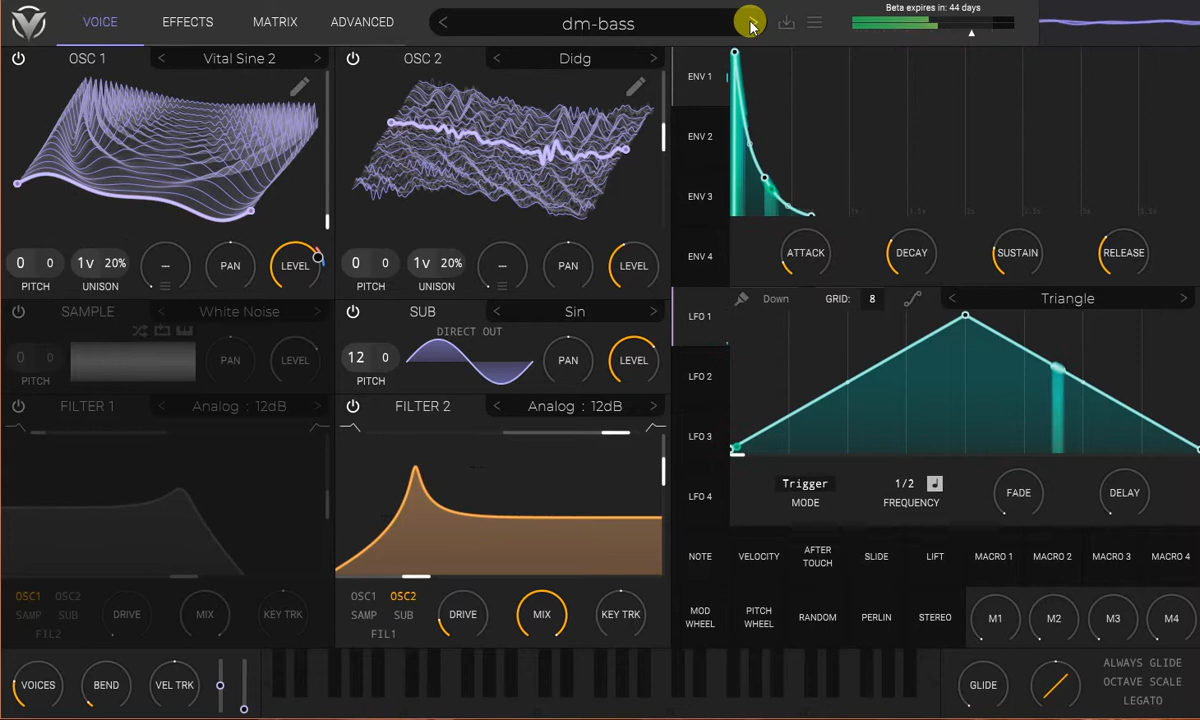 Beta expires in: 44 days
VOICE EFFECTS MATRIX ADVANCED dm-bass
OSC 1 Vital Sine 2
OSC 2 Didg
0 0 1v 20% -- PAN LEVEL
PITCH UNISON
0 0 1v 20% -- PAN LEVEL
PITCH UNISON
SAMPLE White Noise
0 0 PAN LEVEL
PITCH
SUB Sin
DIRECT OUT
12 0 PAN LEVEL
PITCH
FILTER 1 Analog : 12dB
OSC1 OSC2
SAMP SUB
FIL2
DRIVE MIX KEY TRK
FILTER 2 Analog : 12dB
OSC1 OSC2
SAMP SUB
FIL1
DRIVE MIX KEY TRK
ENV 1
ENV 2
ENV 3
ENV 4
ATTACK DECAY SUSTAIN RELEASE
LFO 1
LFO 2
LFO 3
LFO 4
Down GRID: 8 Triangle
Trigger
MODE
1/2
FREQUENCY
FADE DELAY
NOTE VELOCITY AFTER
TOUCH SLIDE LIFT MACRO 1 MACRO 2 MACRO 3 MACRO 4
MOD
WHEEL PITCH
WHEEL RANDOM PERLIN STEREO M1 M2 M3 M4
VOICES BEND VEL TRK
GLIDE
ALWAYS GLIDE
OCTAVE SCALE
LEGATO